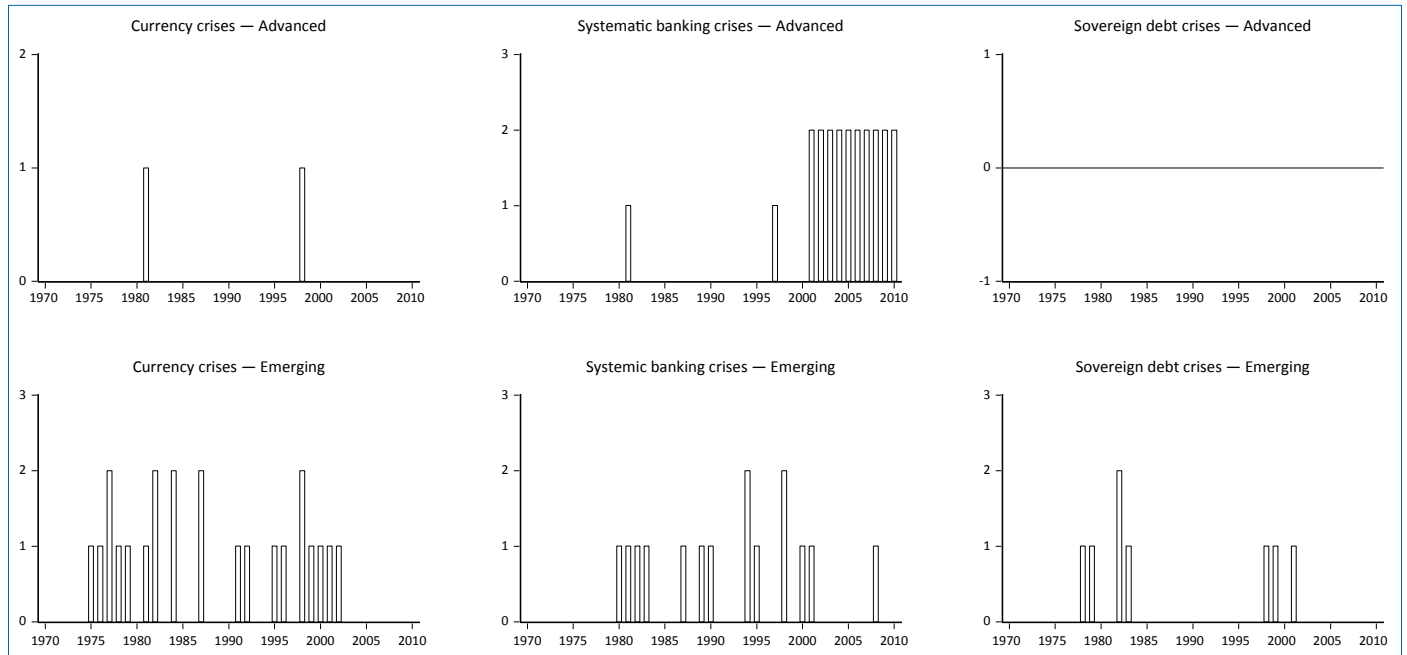 Currency crises — Advanced
Systematic banking crises — Advanced
Sovereign debt crises — Advanced
2
1
0
1970 1975 1980 1985 1990 1995 2000 2005 2010
3
2
1
0
1970 1975 1980 1985 1990 1995 2000 2005 2010
1
0
-1
1970 1975 1980 1985 1990 1995 2000 2005 2010
Currency crises — Emerging
Systemic banking crises — Emerging
Sovereign debt crises — Emerging
3
2
1
0
1970 1975 1980 1985 1990 1995 2000 2005 2010
3
2
1
0
1970 1975 1980 1985 1990 1995 2000 2005 2010
3
2
1
0
1970 1975 1980 1985 1990 1995 2000 2005 2010